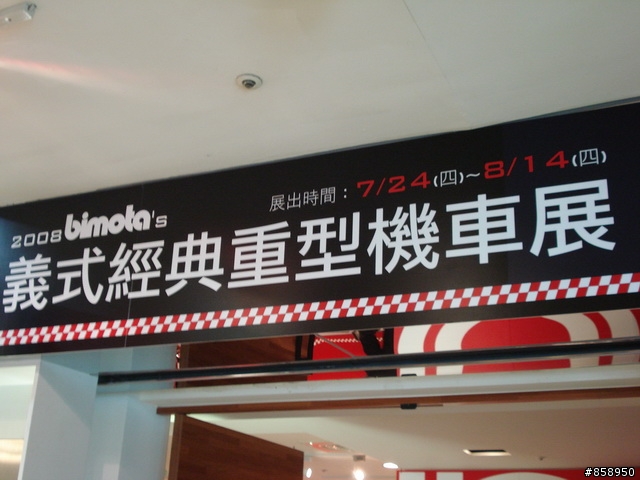 展出時間：7/24(四)~8/14(四)
2008 bimota's
義式經典重型機車展
#858950